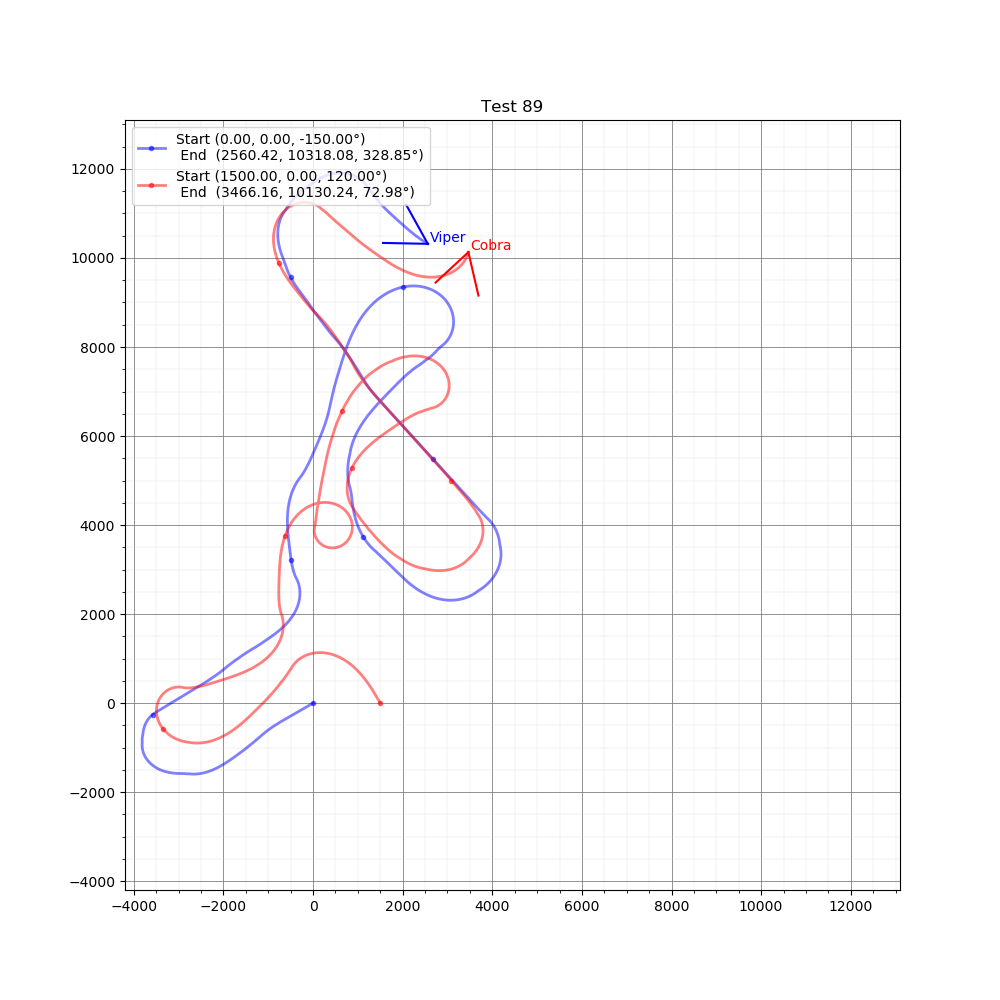 Test 89
Start (0.00, 0.00, -150.00°)
End (2560.42, 10318.08, 328.85°)
Start (1500.00, 0.00, 120.00°)
End (3466.16, 10130.24, 72.98°)
Viper
Cobra
12000
10000
8000
6000
4000
2000
0
−2000
−4000
−4000 −2000 0 2000 4000 6000 8000 10000 12000